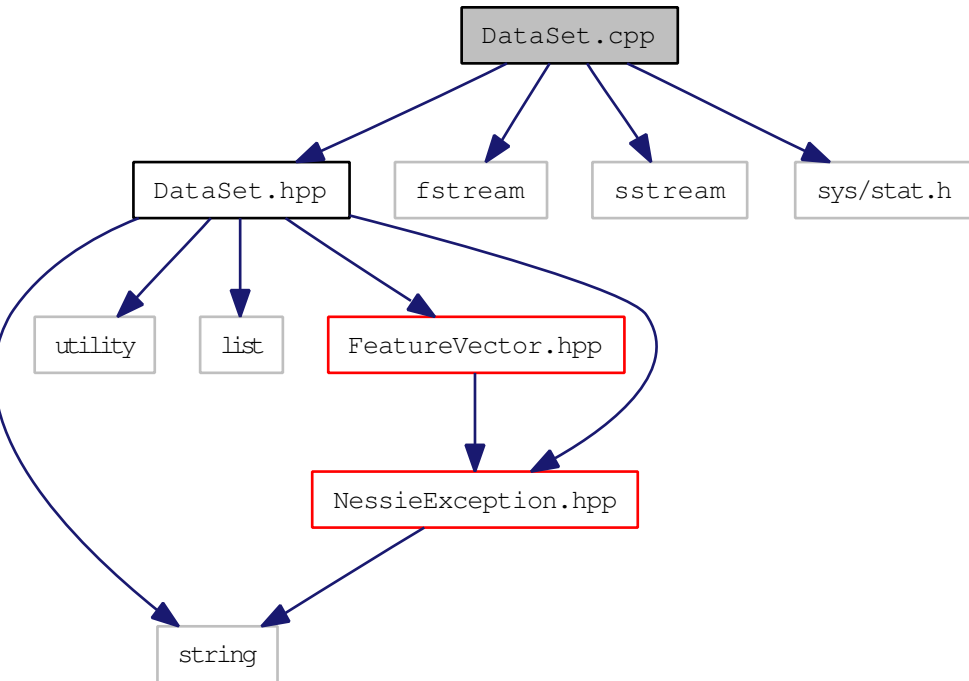 DataSet.cpp
DataSet.hpp
fstream
sstream
sys/stat.h
utility
list
FeatureVector.hpp
NessieException.hpp
string